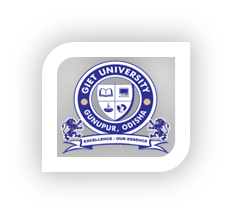 GIET UNIVERSITY
GUNUPUR, ODISHA
EXCELLENCE - OUR ESSENCE